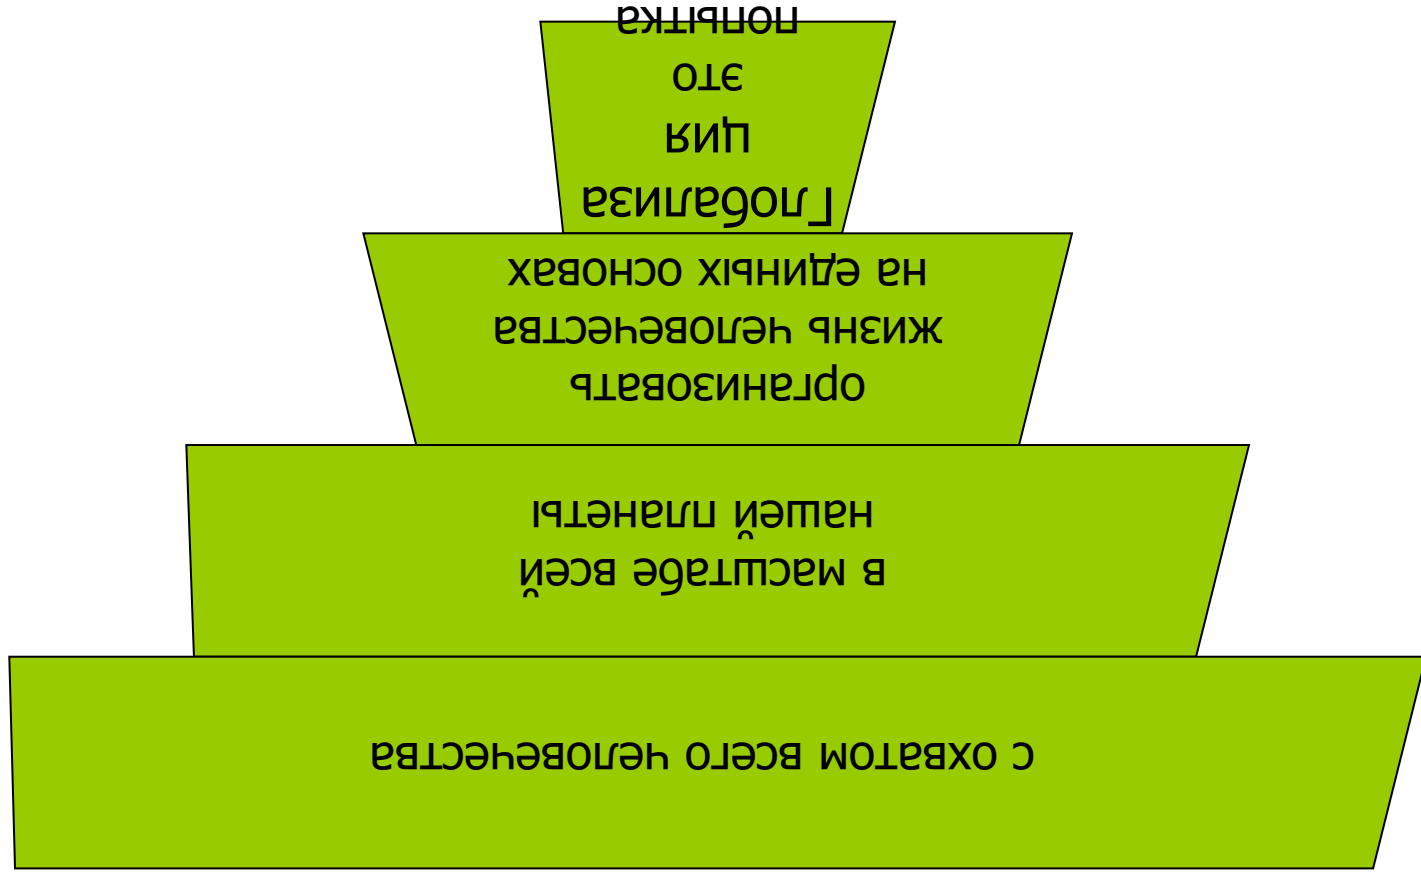 Глобализа
ция
это
попытка
организовать
жизнь человечества
на единых основах
в масштабе всей
нашей планеты
с охватом всего человечества